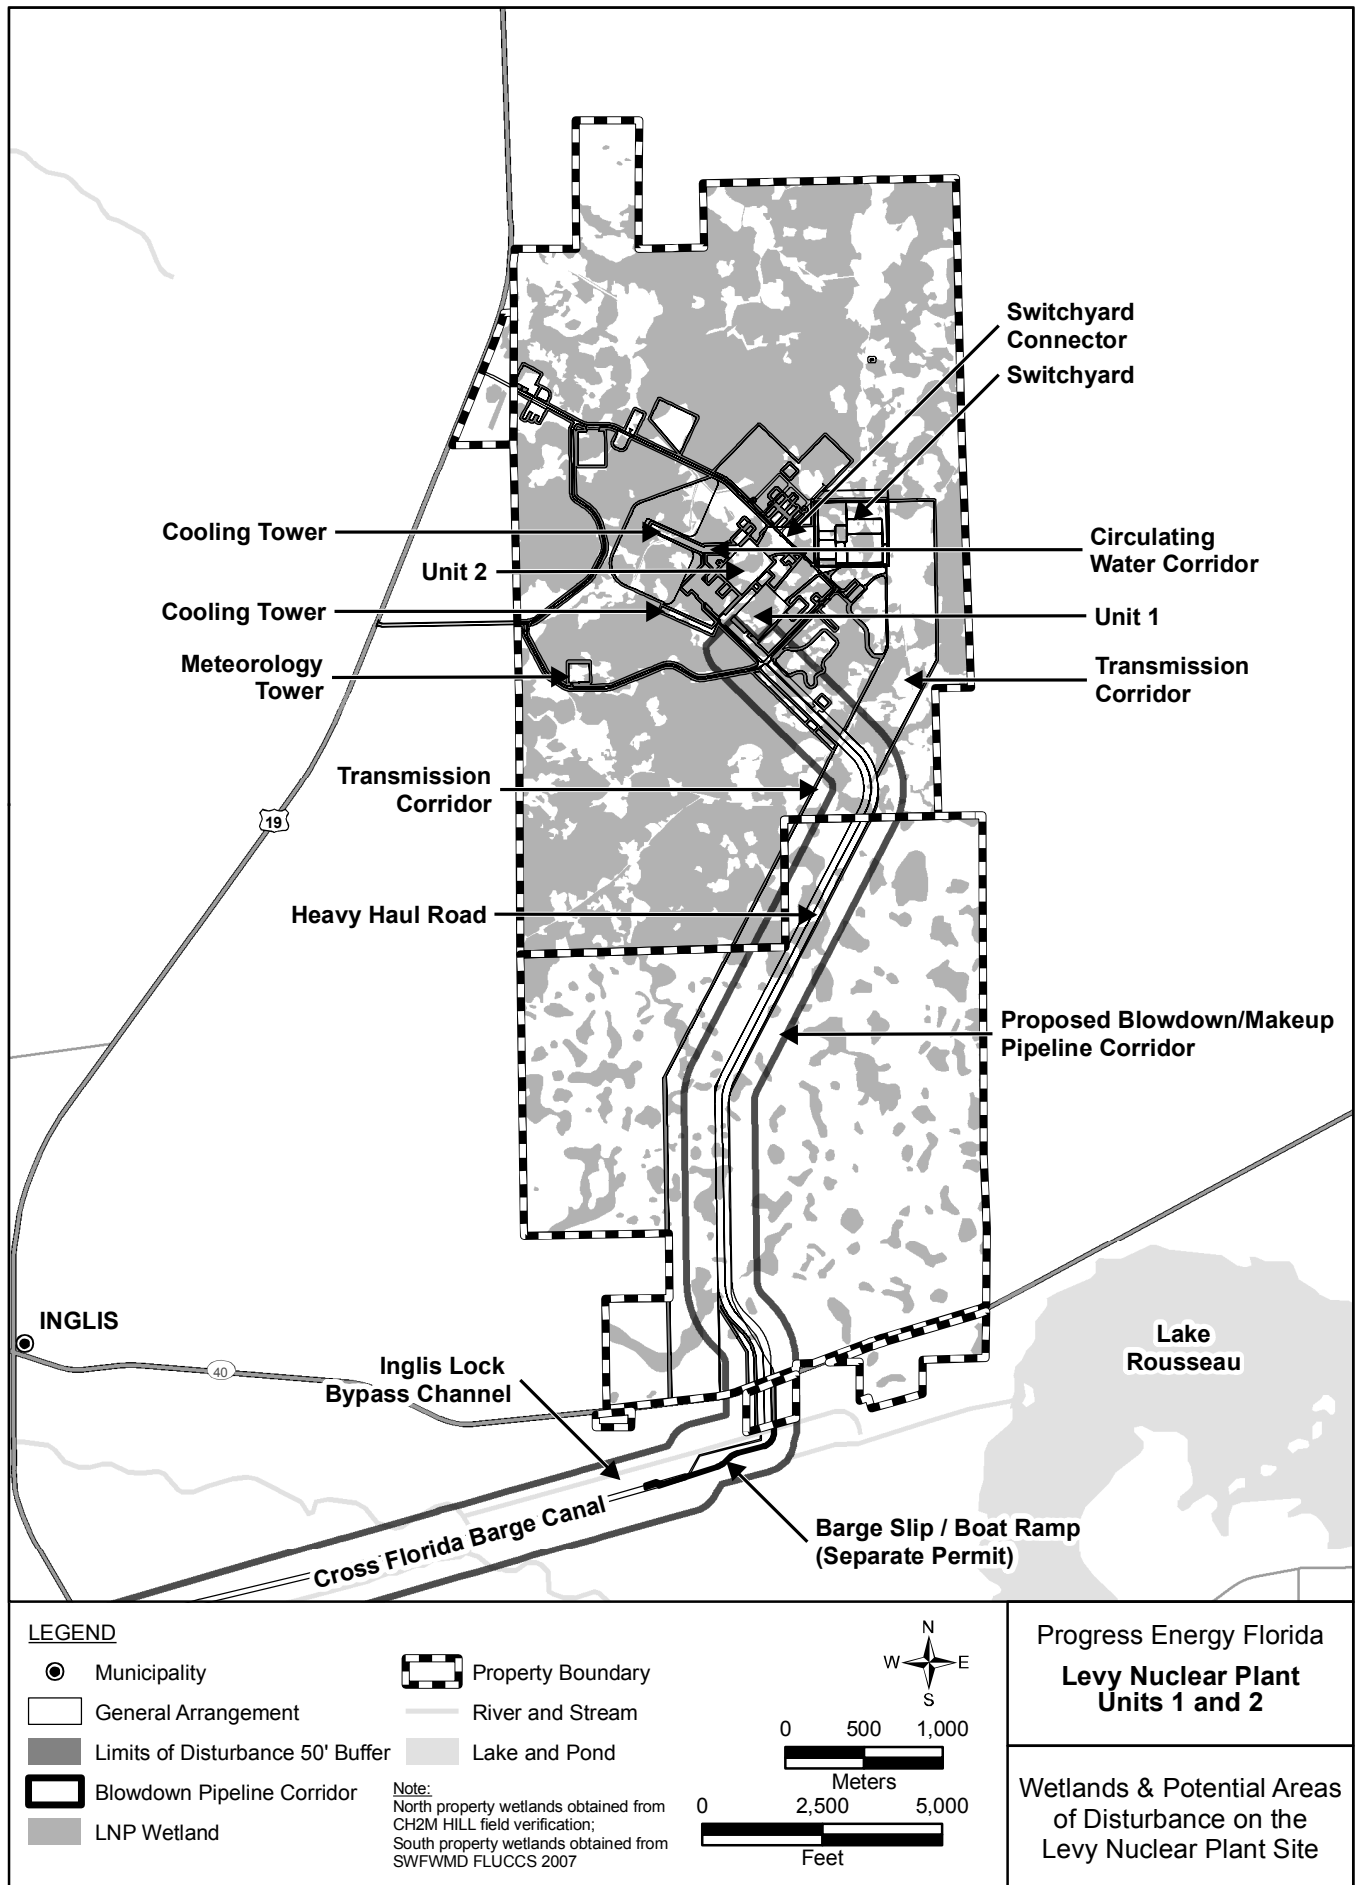 Switchyard
Connector
Switchyard
Cooling Tower
Unit 2
Cooling Tower
Meteorology
Tower
Circulating
Water Corridor
Unit 1
Transmission
Corridor
Transmission
Corridor
19
Heavy Haul Road
Proposed Blowdown/Makeup
Pipeline Corridor
INGLIS
40
Inglis Lock
Bypass Channel
Lake
Rousseau
Cross Florida Barge Canal
Barge Slip / Boat Ramp
(Separate Permit)
LEGEND
Municipality
General Arrangement
Limits of Disturbance 50' Buffer
Blowdown Pipeline Corridor
LNP Wetland
Property Boundary
River and Stream
Lake and Pond
Note:
North property wetlands obtained from
CH2M HILL field verification;
South property wetlands obtained from
SWFWMD FLUCCS 2007
N
W E
S
0 500 1,000
Meters
0 2,500 5,000
Feet
Progress Energy Florida
Levy Nuclear Plant
Units 1 and 2
Wetlands & Potential Areas
of Disturbance on the
Levy Nuclear Plant Site